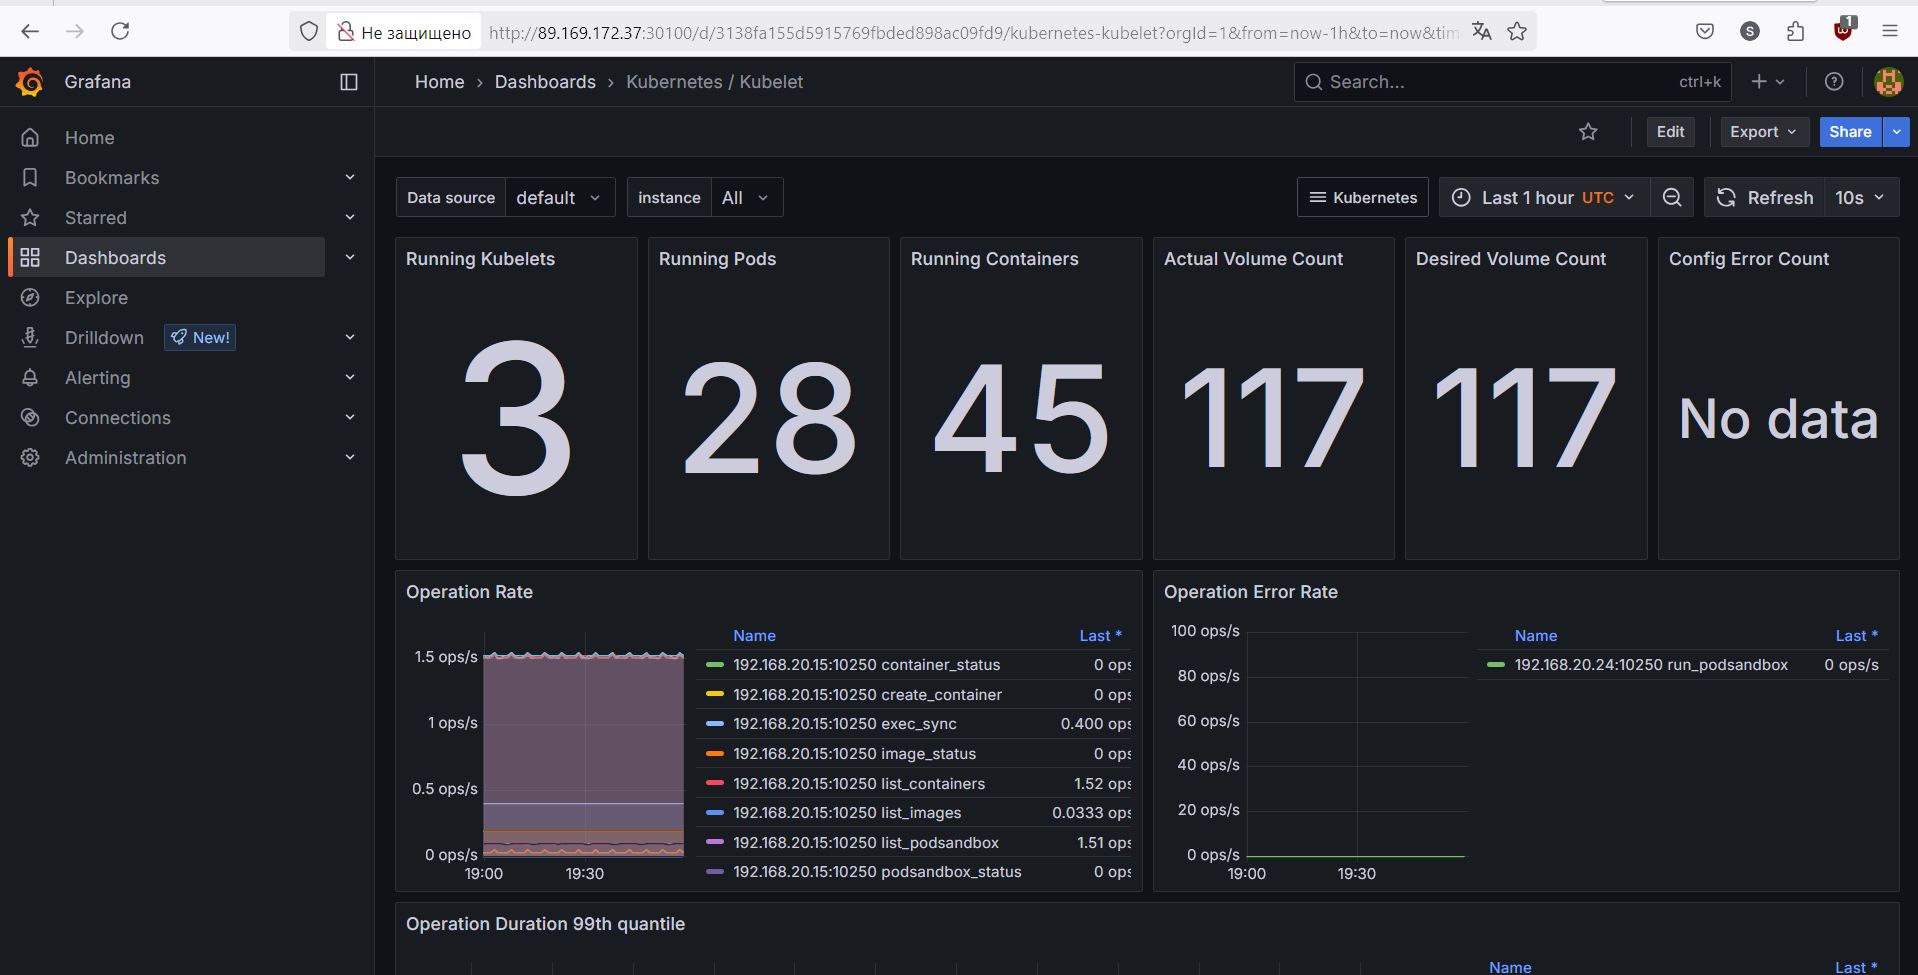 Не защищено http://89.169.172.37:30100/d/3138fa155d5915769fbded898ac09fd9/kubernetes-kubelet?orgId=1&from=now-1h&to=now&tim
S
1
Grafana
Home › Dashboards › Kubernetes / Kubelet
Search... ctrl+k
Home
Bookmarks
Starred
Dashboards
Explore
Drilldown New!
Alerting
Connections
Administration
Edit Export Share
Data source default instance All
Kubernetes Last 1 hour UTC Refresh 10s
Running Kubelets
3
Running Pods
28
Running Containers
45
Actual Volume Count
117
Desired Volume Count
117
Config Error Count
No data
Operation Rate
1.5 ops/s
1 ops/s
0.5 ops/s
0 ops/s
19:00 19:30
Name Last *
192.168.20.15:10250 container_status 0 ops
192.168.20.15:10250 create_container 0 ops
192.168.20.15:10250 exec_sync 0.400 ops
192.168.20.15:10250 image_status 0 ops
192.168.20.15:10250 list_containers 1.52 ops
192.168.20.15:10250 list_images 0.0333 ops
192.168.20.15:10250 list_podsandbox 1.51 ops
192.168.20.15:10250 podsandbox_status 0 ops
Operation Error Rate
100 ops/s
80 ops/s
60 ops/s
40 ops/s
20 ops/s
0 ops/s
19:00 19:30
Name Last *
192.168.20.24:10250 run_podsandbox 0 ops/s
Operation Duration 99th quantile
Name Last *